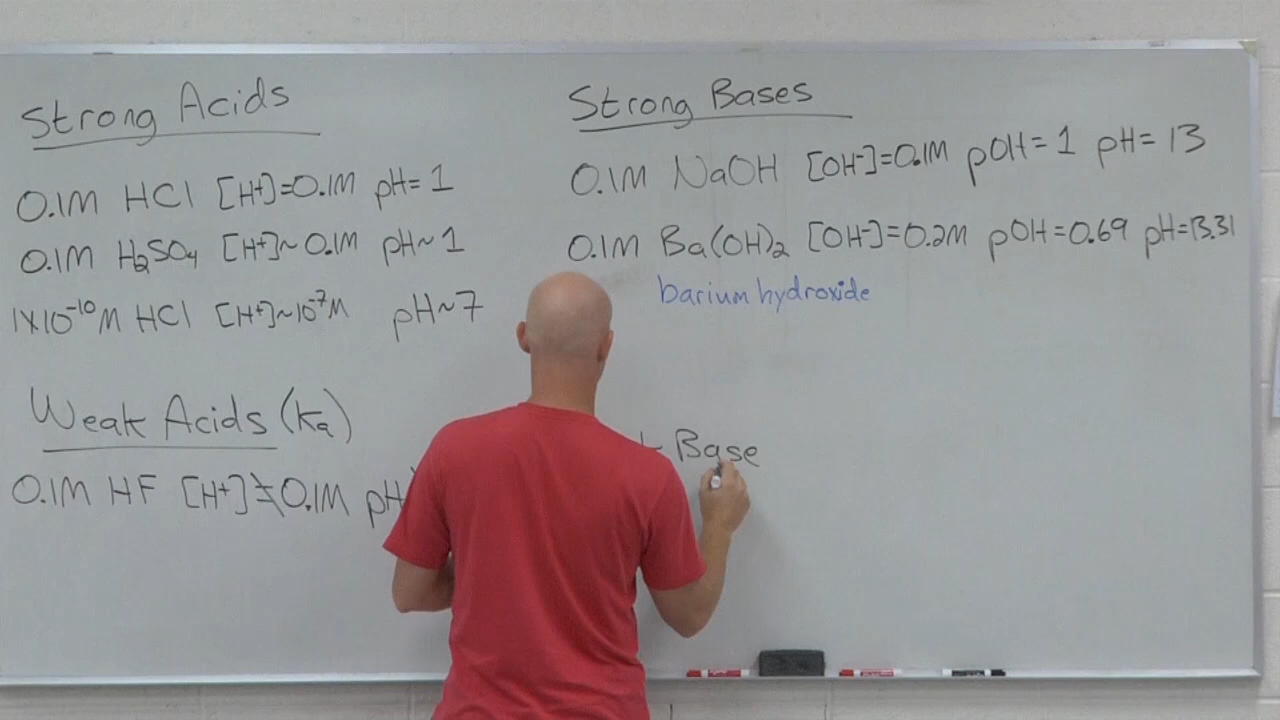 Strong Acids
0.1M HCl [H+]=0.1M pH=1
0.1M H₂SO₄ [H+]~0.1M pH~1
1x10⁻¹⁰M HCl [H+]~10⁻⁷M pH~7
Weak Acids (Ka)
0.1M HF [H+]≠0.1M pH
Strong Bases
0.1M NaOH [OH-]=0.1M pOH=1 pH=13
0.1M Ba(OH)₂ [OH-]=0.2M pOH=0.69 pH=13.31
barium hydroxide
Base